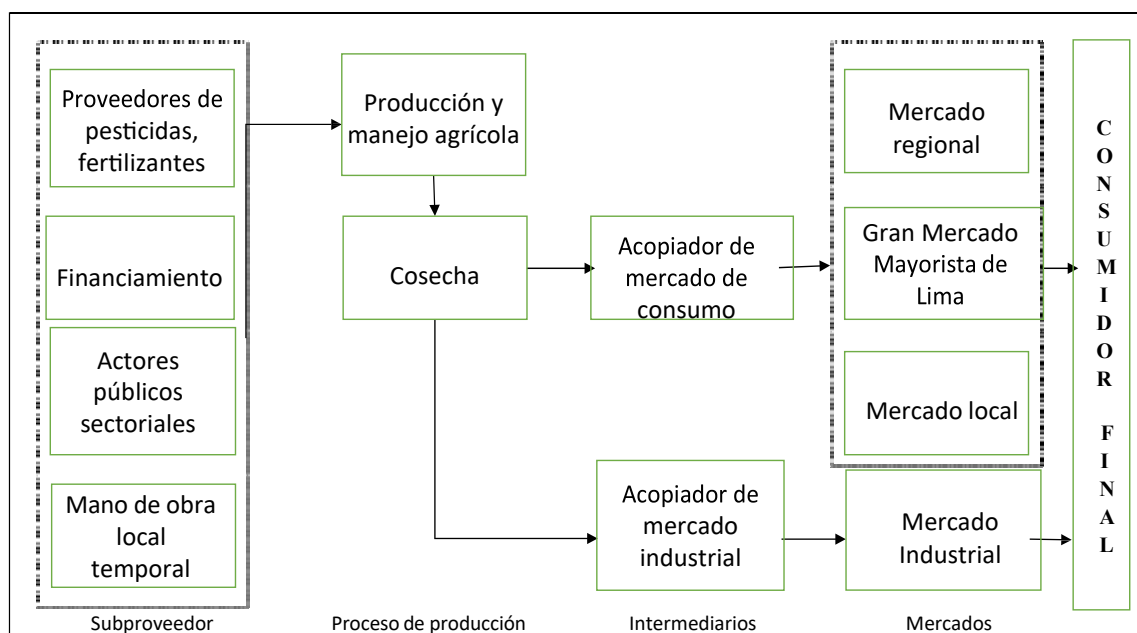 Proveedores de
pesticidas,
fertilizantes
Financiamiento
Actores
públicos
sectoriales
Mano de obra
local
temporal
Subproveedor
Producción y
manejo agrícola
Cosecha
Proceso de producción
Acopiador de
mercado de
consumo
Acopiador de
mercado
industrial
Intermediarios
Mercado
regional
Gran Mercado
Mayorista de
Lima
Mercado local
Mercado
Industrial
Mercados
CONSUMIDOR FINAL